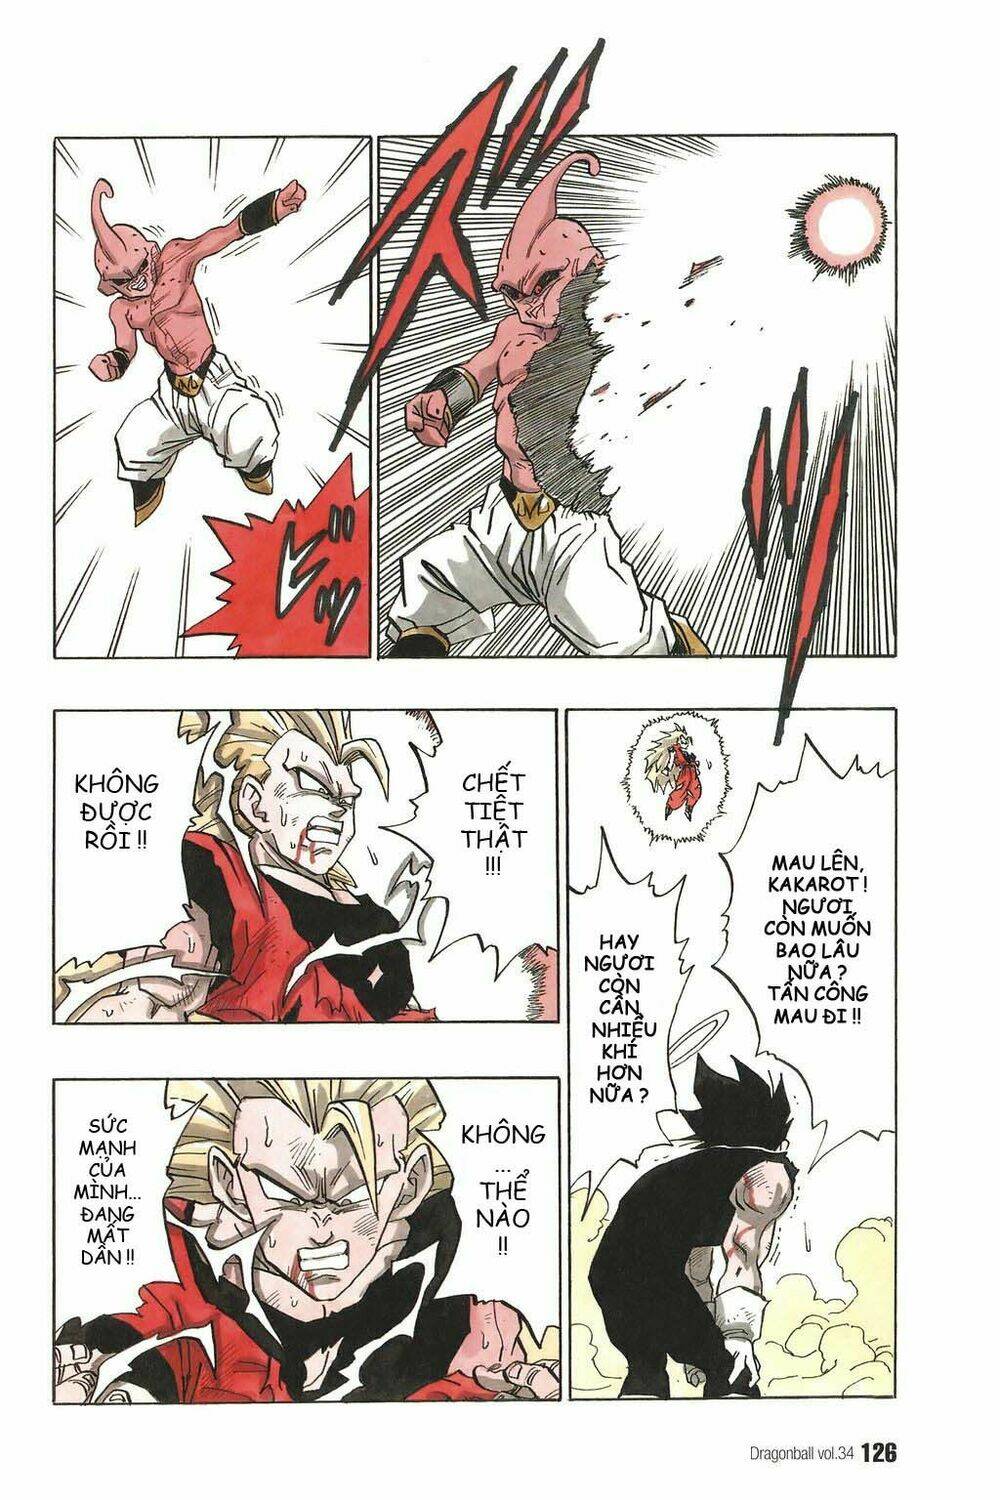 ビッ
MAU LÊN,
KAKAROT !
NGƯƠI
CÒN MUỐN
BAO LÂU
NỮA ?
TẤN CÔNG
MAU ĐI !!
HAY
NGƯƠI
CÒN
CẦN
NHIỀU
KHÍ
HƠN
NỮA ?
CHẾT
TIỆT
THẬT
!!!
KHÔNG
ĐƯỢC
RỒI !!
KHÔNG
...
THỂ
NÀO
!!
SỨC
MẠNH
CỦA
MÌNH...
ĐANG
MẤT
DẦN !!
Dragonball vol.34 126